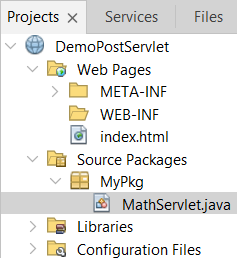 Projects × Services Files
DemoPostServlet
Web Pages
META-INF
WEB-INF
index.html
Source Packages
MyPkg
MathServlet.java
Libraries
Configuration Files